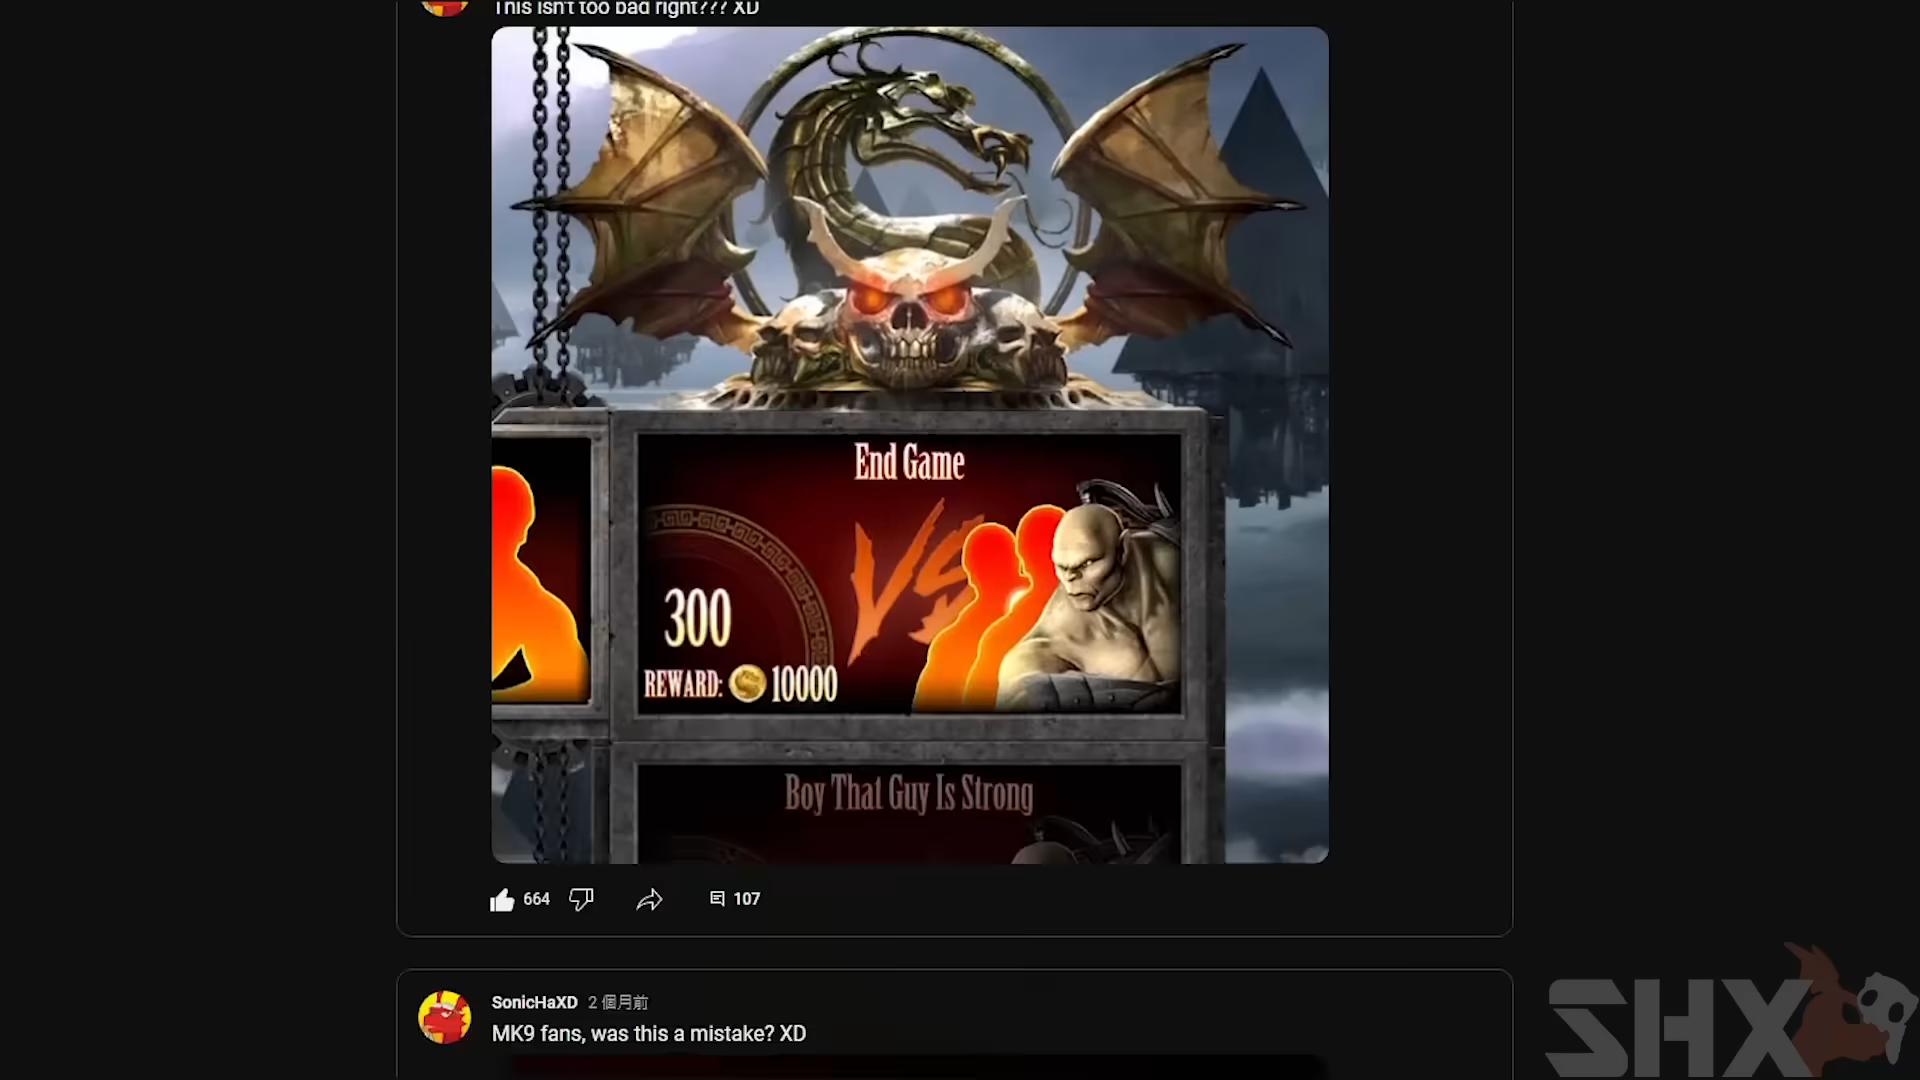 This isn't too bad right??? XD
End Game
VS
300
REWARD: 10000
Boy That Guy Is Strong
664
107
SonicHaXD 2 個月前
MK9 fans, was this a mistake? XD
SHX